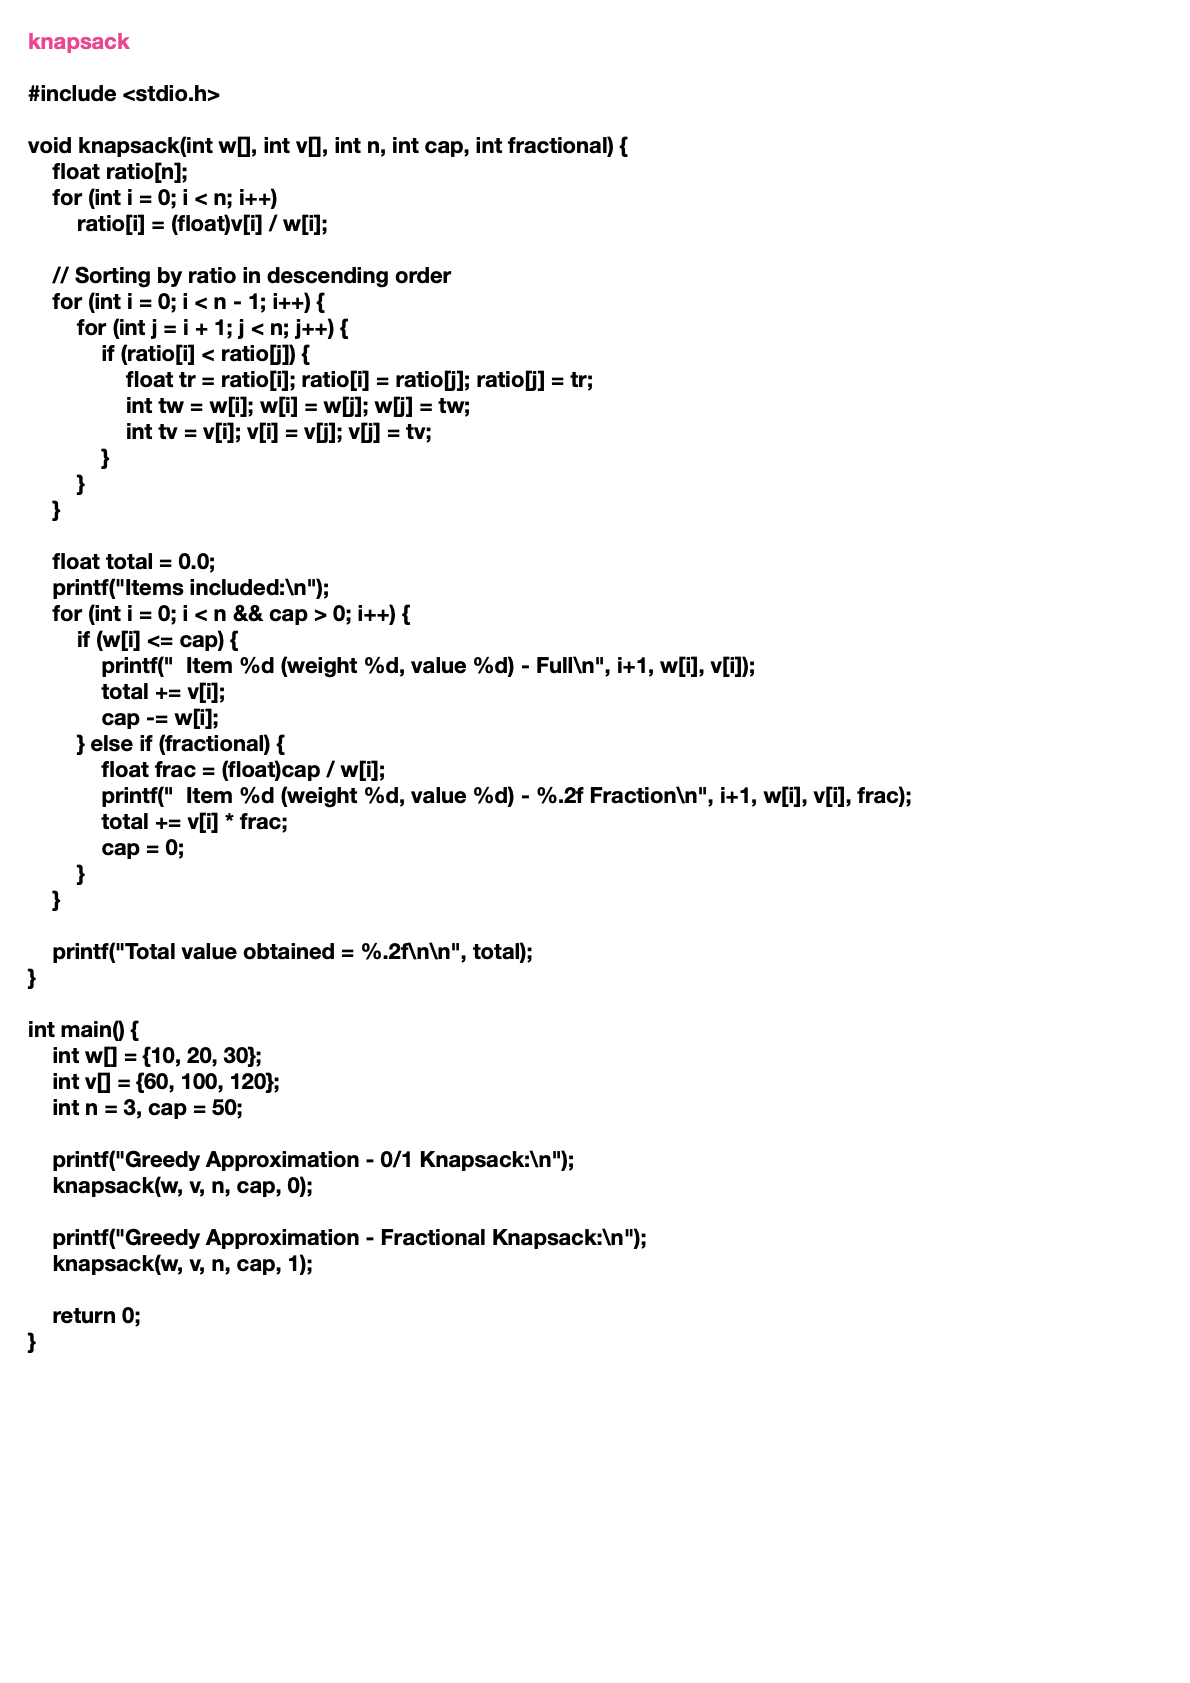 knapsack
#include <stdio.h>
void knapsack(int w[], int v[], int n, int cap, int fractional) {
    float ratio[n];
    for (int i = 0; i < n; i++)
        ratio[i] = (float)v[i] / w[i];
    // Sorting by ratio in descending order
    for (int i = 0; i < n - 1; i++) {
        for (int j = i + 1; j < n; j++) {
            if (ratio[i] < ratio[j]) {
                float tr = ratio[i]; ratio[i] = ratio[j]; ratio[j] = tr;
                int tw = w[i]; w[i] = w[j]; w[j] = tw;
                int tv = v[i]; v[i] = v[j]; v[j] = tv;
            }
        }
    }
    float total = 0.0;
    printf("Items included:\n");
    for (int i = 0; i < n && cap > 0; i++) {
        if (w[i] <= cap) {
            printf("  Item %d (weight %d, value %d) - Full\n", i+1, w[i], v[i]);
            total += v[i];
            cap -= w[i];
        } else if (fractional) {
            float frac = (float)cap / w[i];
            printf("  Item %d (weight %d, value %d) - %.2f Fraction\n", i+1, w[i], v[i], frac);
            total += v[i] * frac;
            cap = 0;
        }
    }
    printf("Total value obtained = %.2f\n\n", total);
}
int main() {
    int w[] = {10, 20, 30};
    int v[] = {60, 100, 120};
    int n = 3, cap = 50;
    printf("Greedy Approximation - 0/1 Knapsack:\n");
    knapsack(w, v, n, cap, 0);
    printf("Greedy Approximation - Fractional Knapsack:\n");
    knapsack(w, v, n, cap, 1);
    return 0;
}